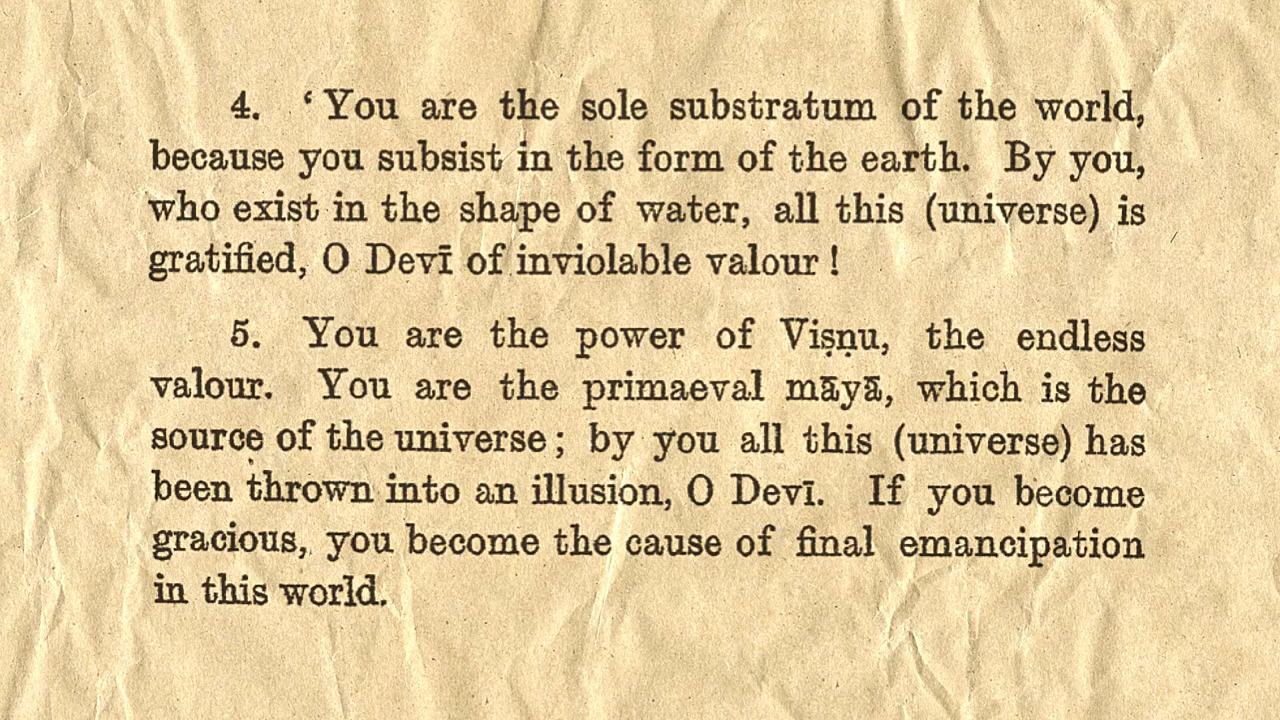 4. ‘You are the sole substratum of the world,
because you subsist in the form of the earth. By you,
who exist in the shape of water, all this (universe) is
gratified, O Devī of inviolable valour !
5. You are the power of Viṣṇu, the endless
valour. You are the primaeval māyā, which is the
source of the universe ; by you all this (universe) has
been thrown into an illusion, O Devī. If you become
gracious, you become the cause of final emancipation
in this world.